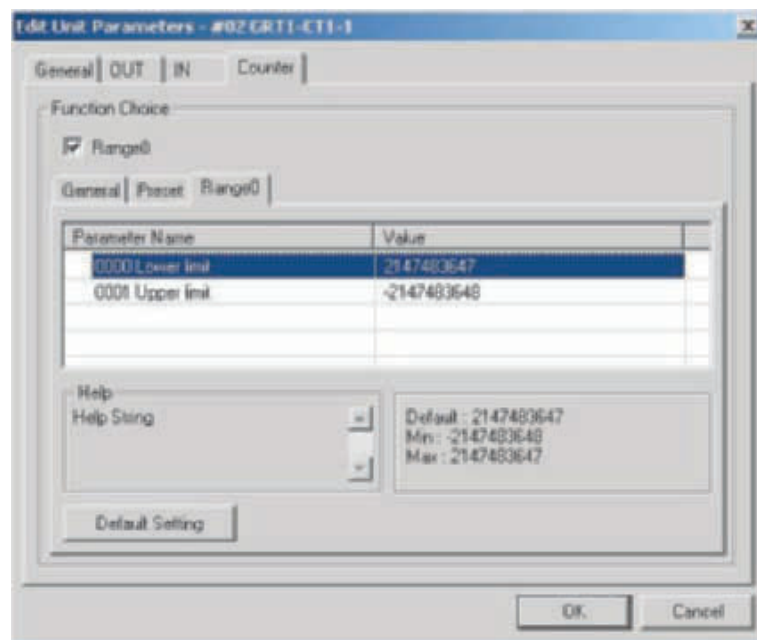 Edit Unit Parameters - #02 GRT1-CT1-1
General OUT IN Counter
Function Choice
Range0
General Preset Range0
Parameter Name Value
0000 Lower limit 2147483647
0001 Upper limit -2147483648
Help
Help String
Default : 2147483647
Min : -2147483648
Max : 2147483647
Default Setting
OK Cancel